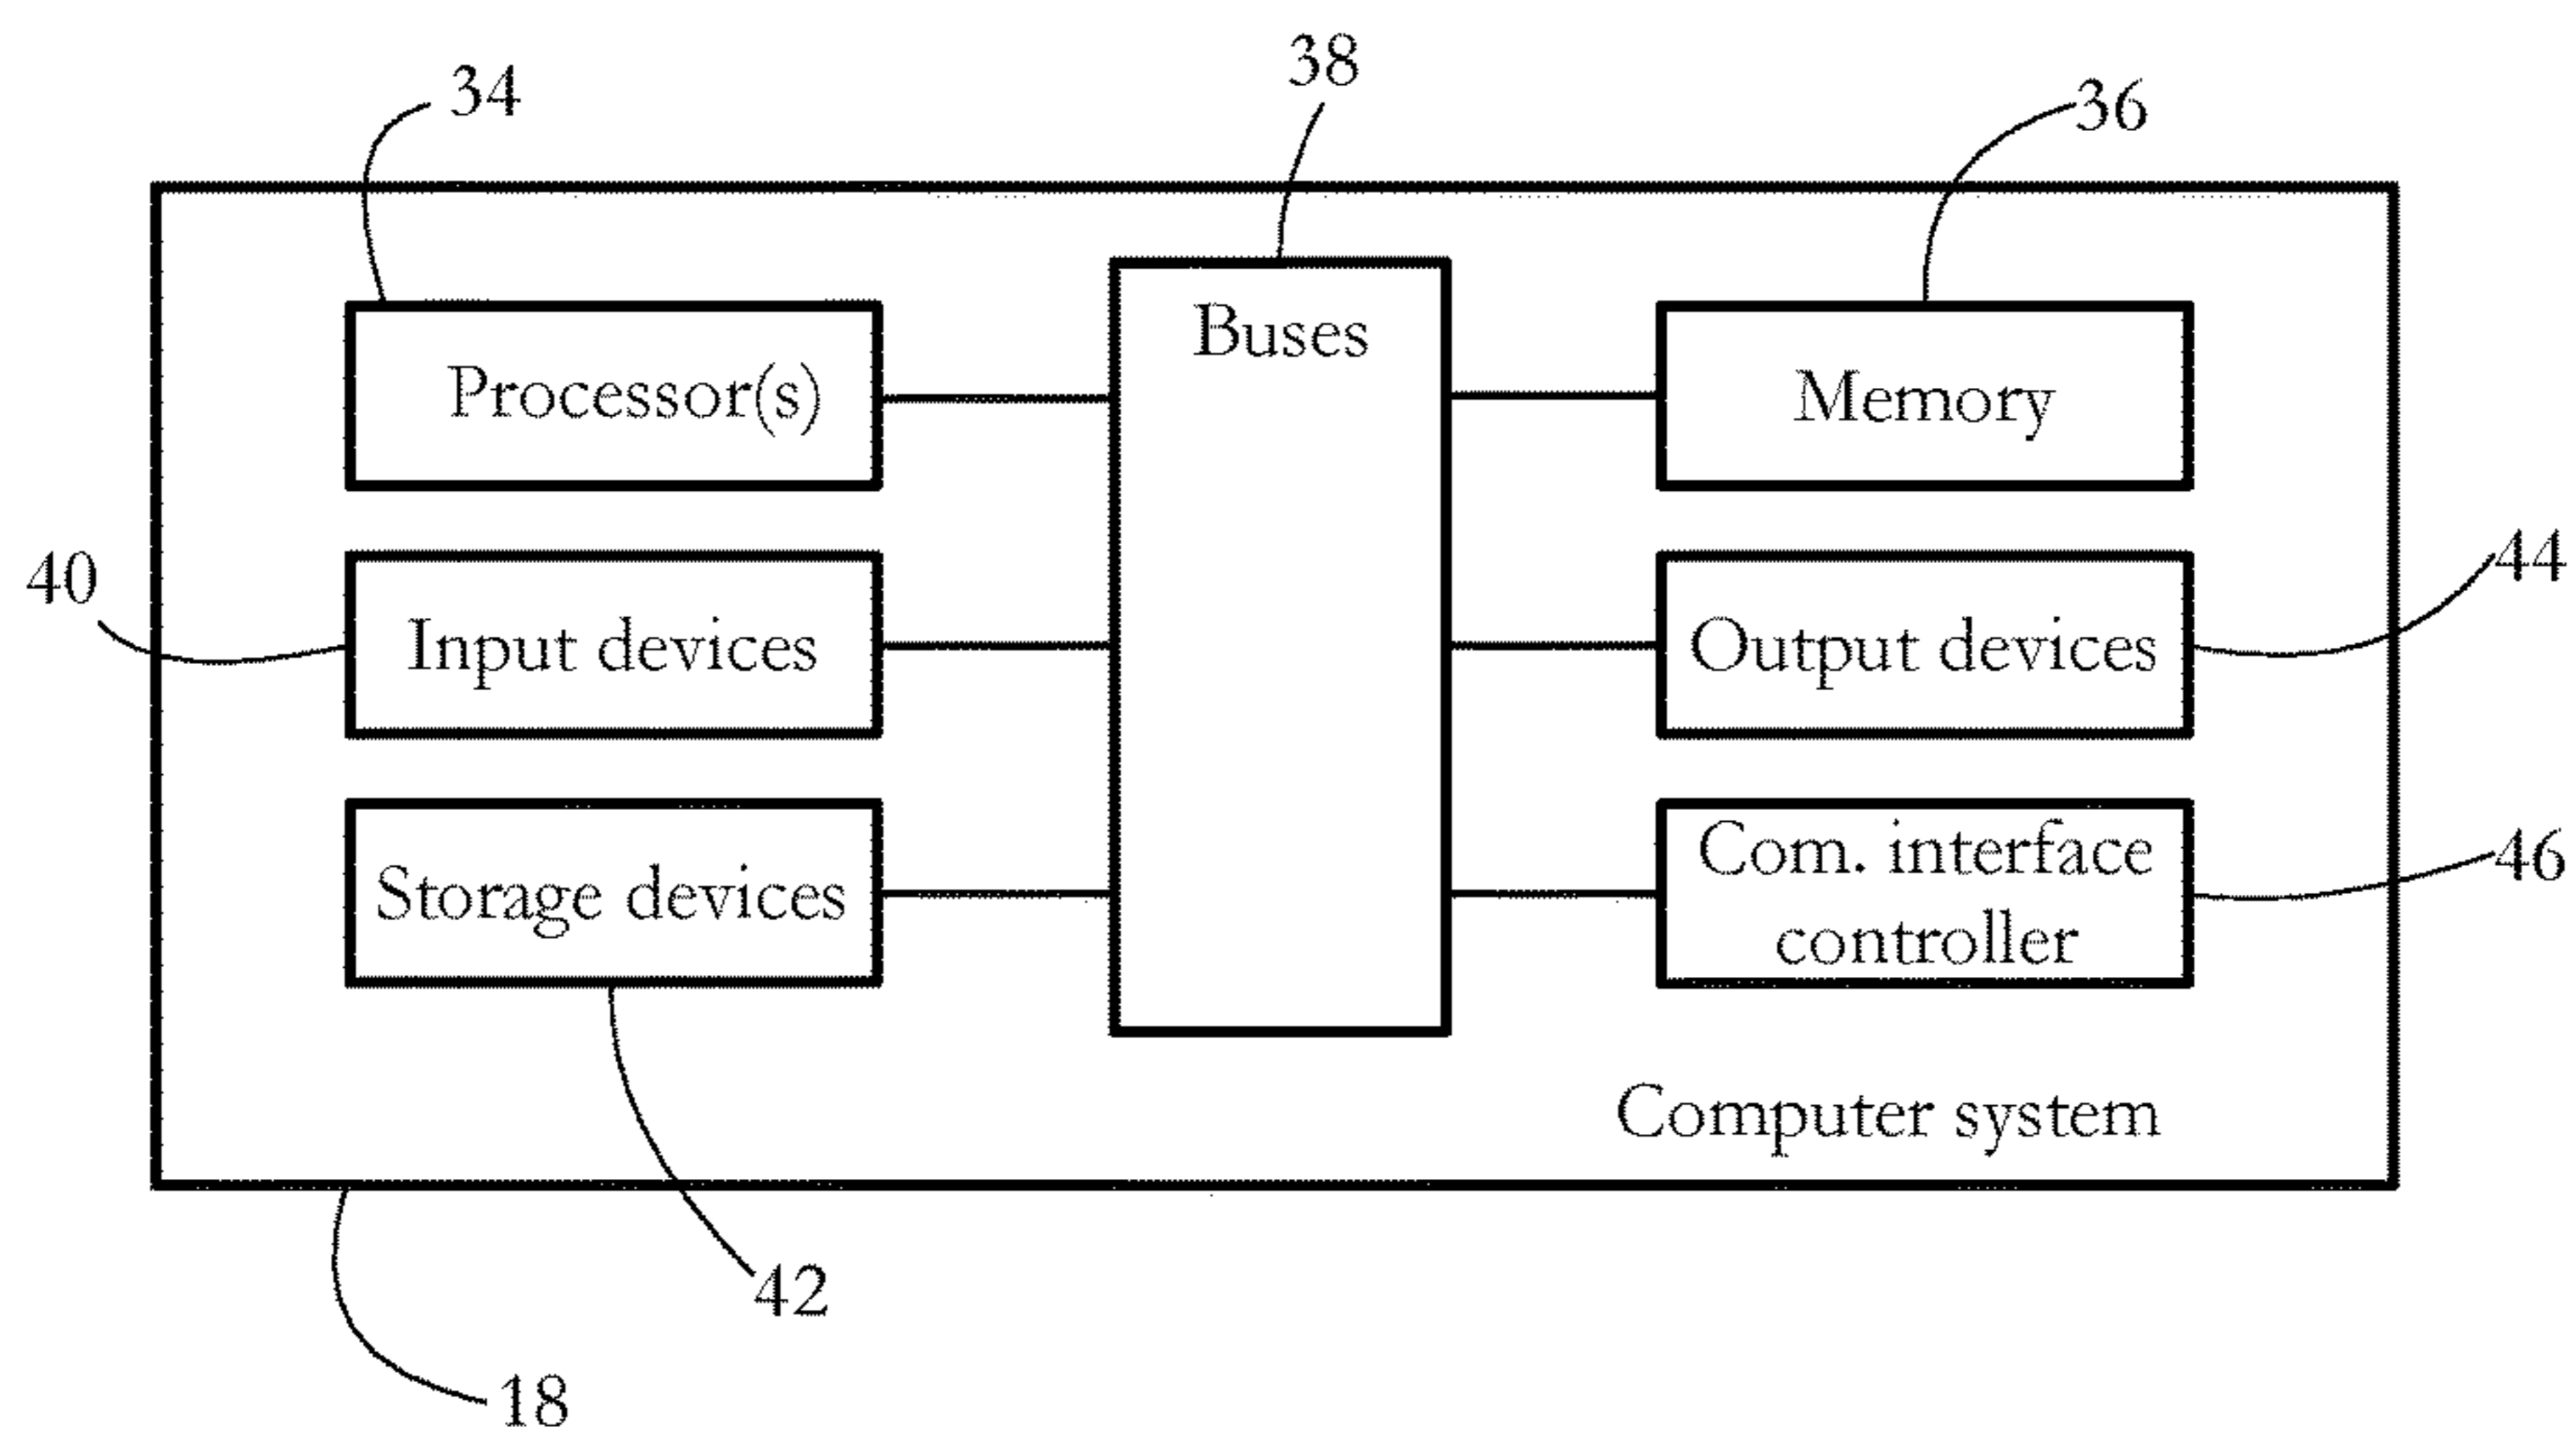 38
34
36
Buses
Processor(s)
Memory
40
44
Input devices
Output devices
Storage devices
Com. interface
controller
46
Computer system
42
18